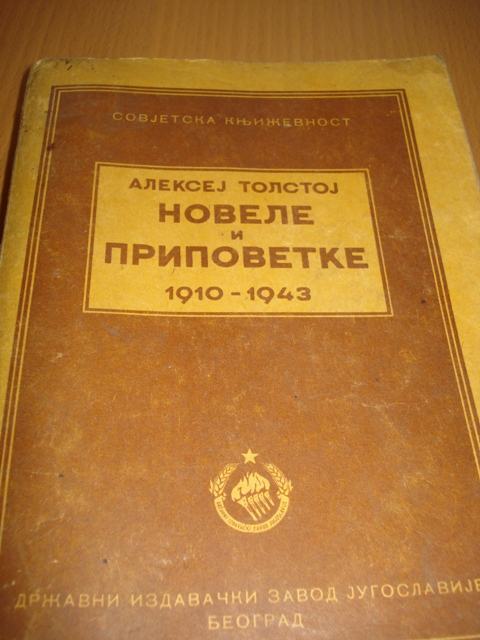 СОВЈЕТСКА КЊИЖЕВНОСТ
АЛЕКСЕЈ ТОЛСТОЈ
НОВЕЛЕ
и
ПРИПОВЕТКЕ
1910 - 1943
ДРЖАВНИ ИЗДАВАЧКИ ЗАВОД ЈУГОСЛАВИЈЕ
БЕОГРАД